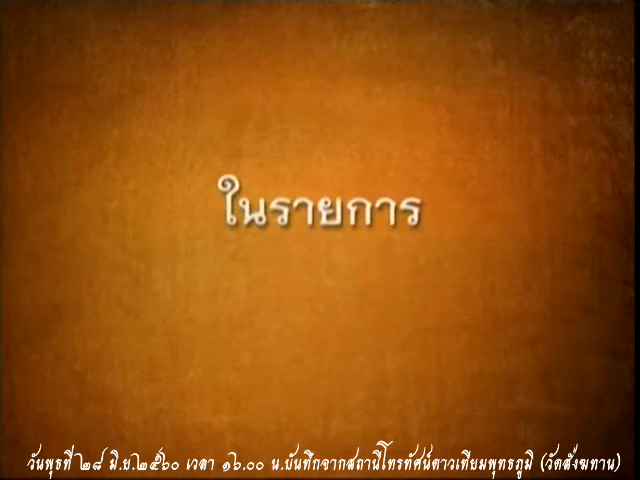 ในรายการ
วันพุธที่ ๒๘ มิ.ย.๒๕๖๐ เวลา ๑๖.๐๐ น.บันทึกจากสถานีโทรทัศน์ดาวเทียมพุทธภูมิ (วัดสังฆทาน)